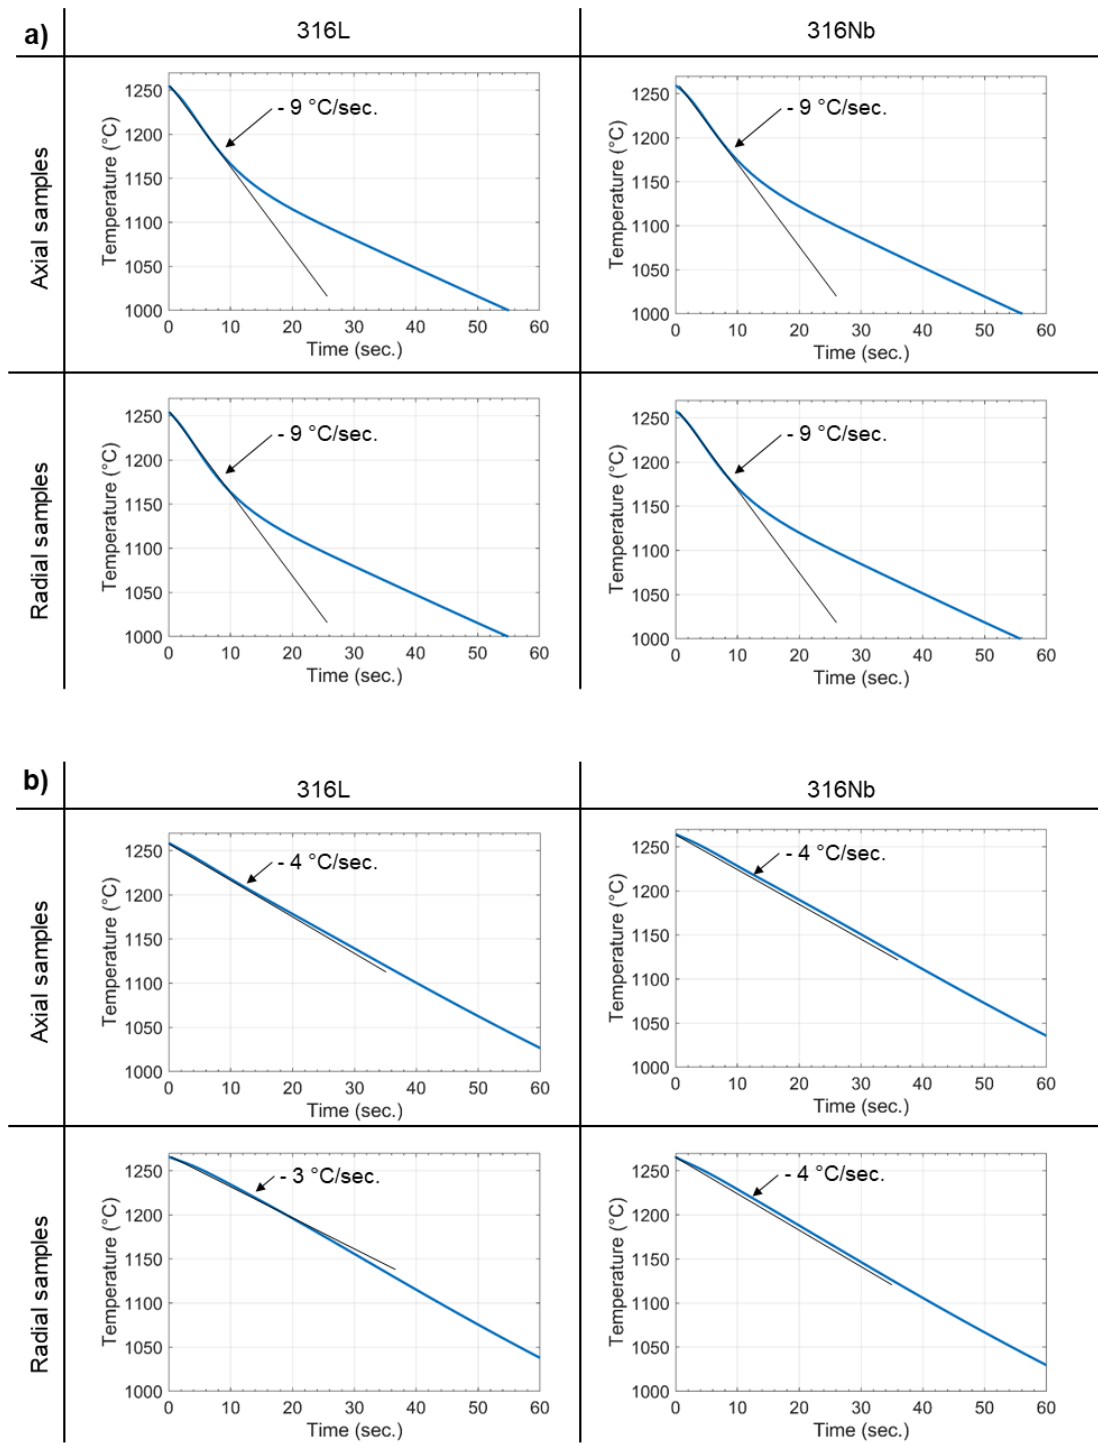 a)
316L
316Nb
Axial samples
Temperature (°C)
1250
1200
1150
1100
1050
1000
- 9 °C/sec.
0 10 20 30 40 50 60
Time (sec.)
Temperature (°C)
1250
1200
1150
1100
1050
1000
- 9 °C/sec.
0 10 20 30 40 50 60
Time (sec.)
Radial samples
Temperature (°C)
1250
1200
1150
1100
1050
1000
- 9 °C/sec.
0 10 20 30 40 50 60
Time (sec.)
Temperature (°C)
1250
1200
1150
1100
1050
1000
- 9 °C/sec.
0 10 20 30 40 50 60
Time (sec.)
b)
316L
316Nb
Axial samples
Temperature (°C)
1250
1200
1150
1100
1050
1000
- 4 °C/sec.
0 10 20 30 40 50 60
Time (sec.)
Temperature (°C)
1250
1200
1150
1100
1050
1000
- 4 °C/sec.
0 10 20 30 40 50 60
Time (sec.)
Radial samples
Temperature (°C)
1250
1200
1150
1100
1050
1000
- 3 °C/sec.
0 10 20 30 40 50 60
Time (sec.)
Temperature (°C)
1250
1200
1150
1100
1050
1000
- 4 °C/sec.
0 10 20 30 40 50 60
Time (sec.)